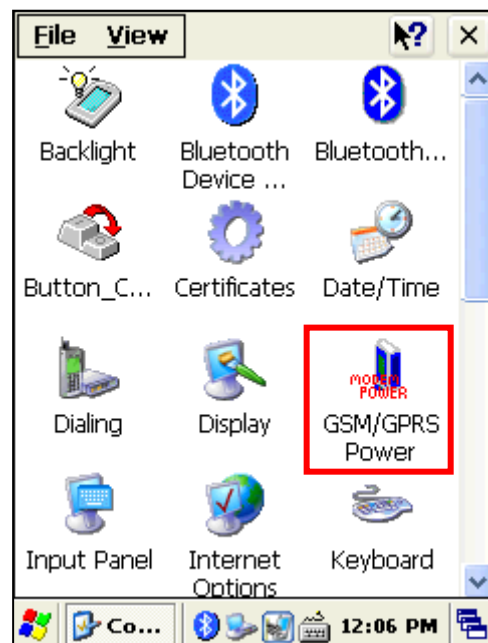 File View
Backlight
Bluetooth
Device ...
Bluetooth...
Button_C...
Certificates
Date/Time
Dialing
Display
MODEM
POWER
GSM/GPRS
Power
Input Panel
Internet
Options
Keyboard
Co...
12:06 PM